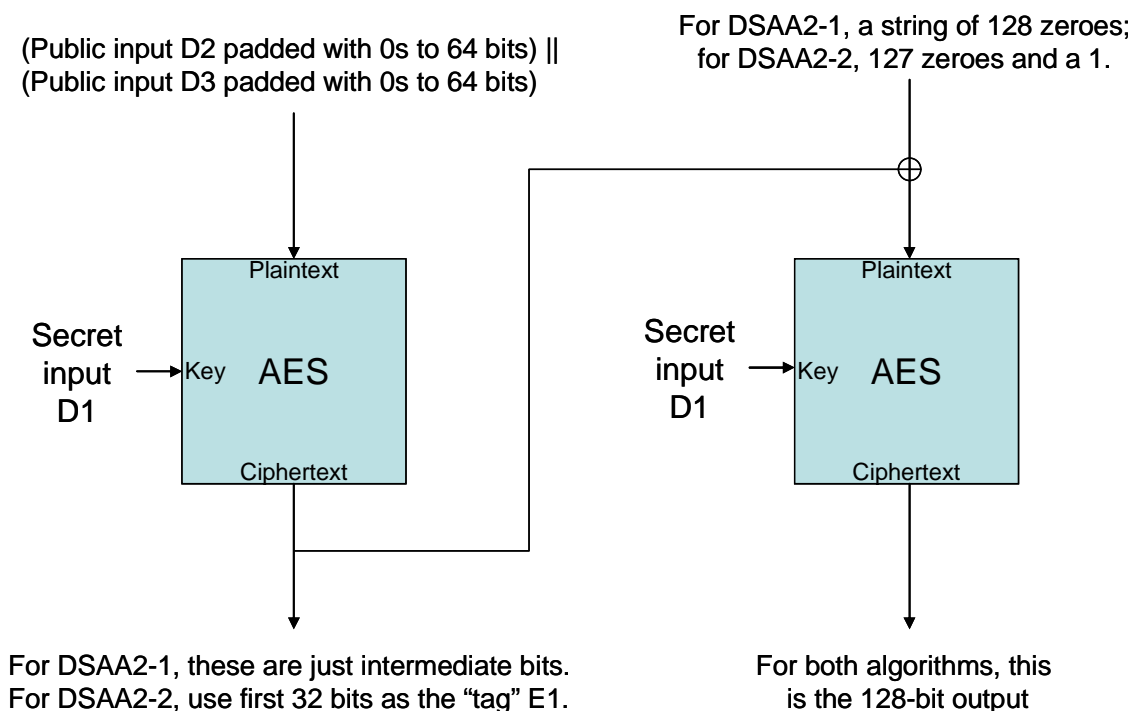 (Public input D2 padded with 0s to 64 bits) ||
(Public input D3 padded with 0s to 64 bits)
For DSAA2-1, a string of 128 zeroes;
for DSAA2-2, 127 zeroes and a 1.
Plaintext
Secret
input
D1
Key
AES
Ciphertext
Plaintext
Secret
input
D1
Key
AES
Ciphertext
For DSAA2-1, these are just intermediate bits.
For DSAA2-2, use first 32 bits as the “tag” E1.
For both algorithms, this
is the 128-bit output